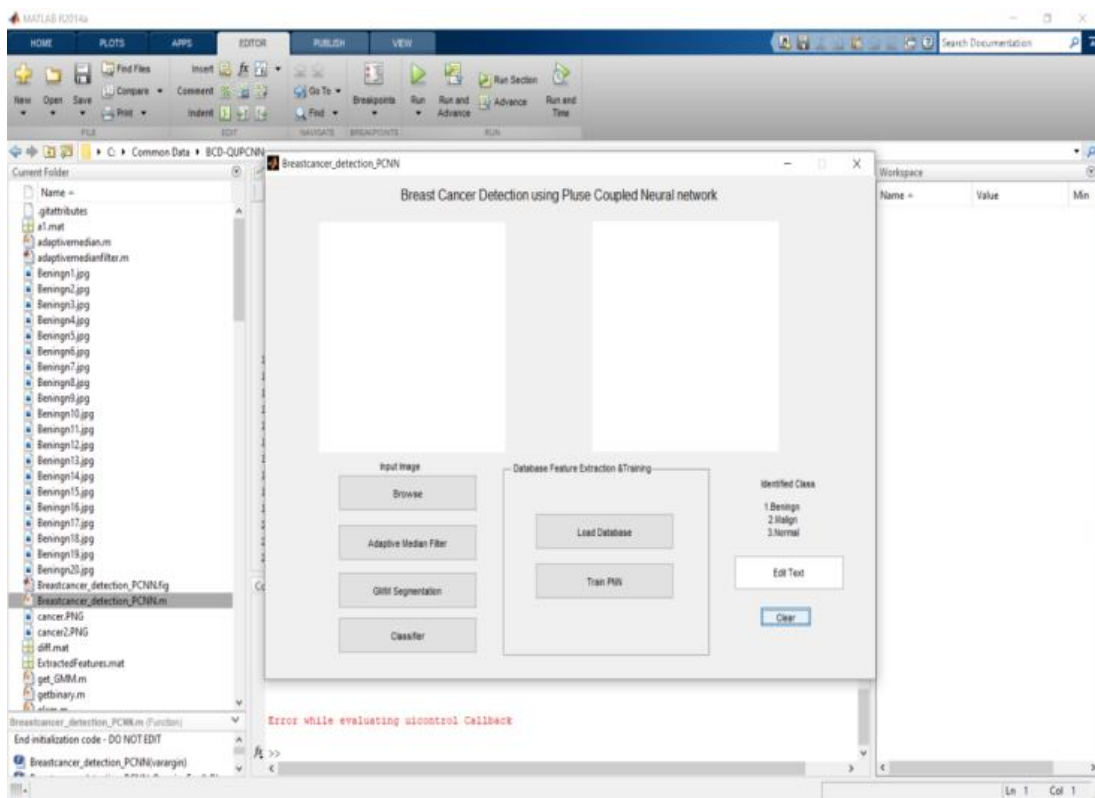 MATLAB R2014a
HOME PLOTS APPS EDITOR PUBLISH VIEW Search Documentation
New Open Save Find Files Compare Print Insert Comment Indent fx Go To Find Breakpoints Run Run and Advance Run Section Advance Run and Time
FILE EDIT NAVIGATE BREAKPOINTS RUN
C: Common Data BCD-QUPCNN
Current Folder
Name
.gitattributes
a1.mat
adaptivemedian.m
adaptivemedianfilter.m
Beningn1.jpg
Beningn2.jpg
Beningn3.jpg
Beningn4.jpg
Beningn5.jpg
Beningn6.jpg
Beningn7.jpg
Beningn8.jpg
Beningn9.jpg
Beningn10.jpg
Beningn11.jpg
Beningn12.jpg
Beningn13.jpg
Beningn14.jpg
Beningn15.jpg
Beningn16.jpg
Beningn17.jpg
Beningn18.jpg
Beningn19.jpg
Beningn20.jpg
Breastcancer_detection_PCNN.fig
Breastcancer_detection_PCNN.m
cancer.PNG
cancer2.PNG
diff.mat
ExtractedFeatures.mat
get_GMM.m
getbinary.m
Breastcancer_detection_PCNN.m (Function)
End initialization code - DO NOT EDIT
Breastcancer_detection_PCNN(varargin)
Breastcancer_detection_PCNN
Breast Cancer Detection using Pluse Coupled Neural network
Input Image
Browse
Adaptive Median Filter
GMM Segmentation
Classifier
Database Feature Extraction &Training
Load Database
Train PNN
Identified Class
1.Beningn
2.Malign
3.Normal
Edit Text
Clear
Error while evaluating uicontrol Callback
fx >>
Workspace
Name Value Min
Ln 1 Col 1